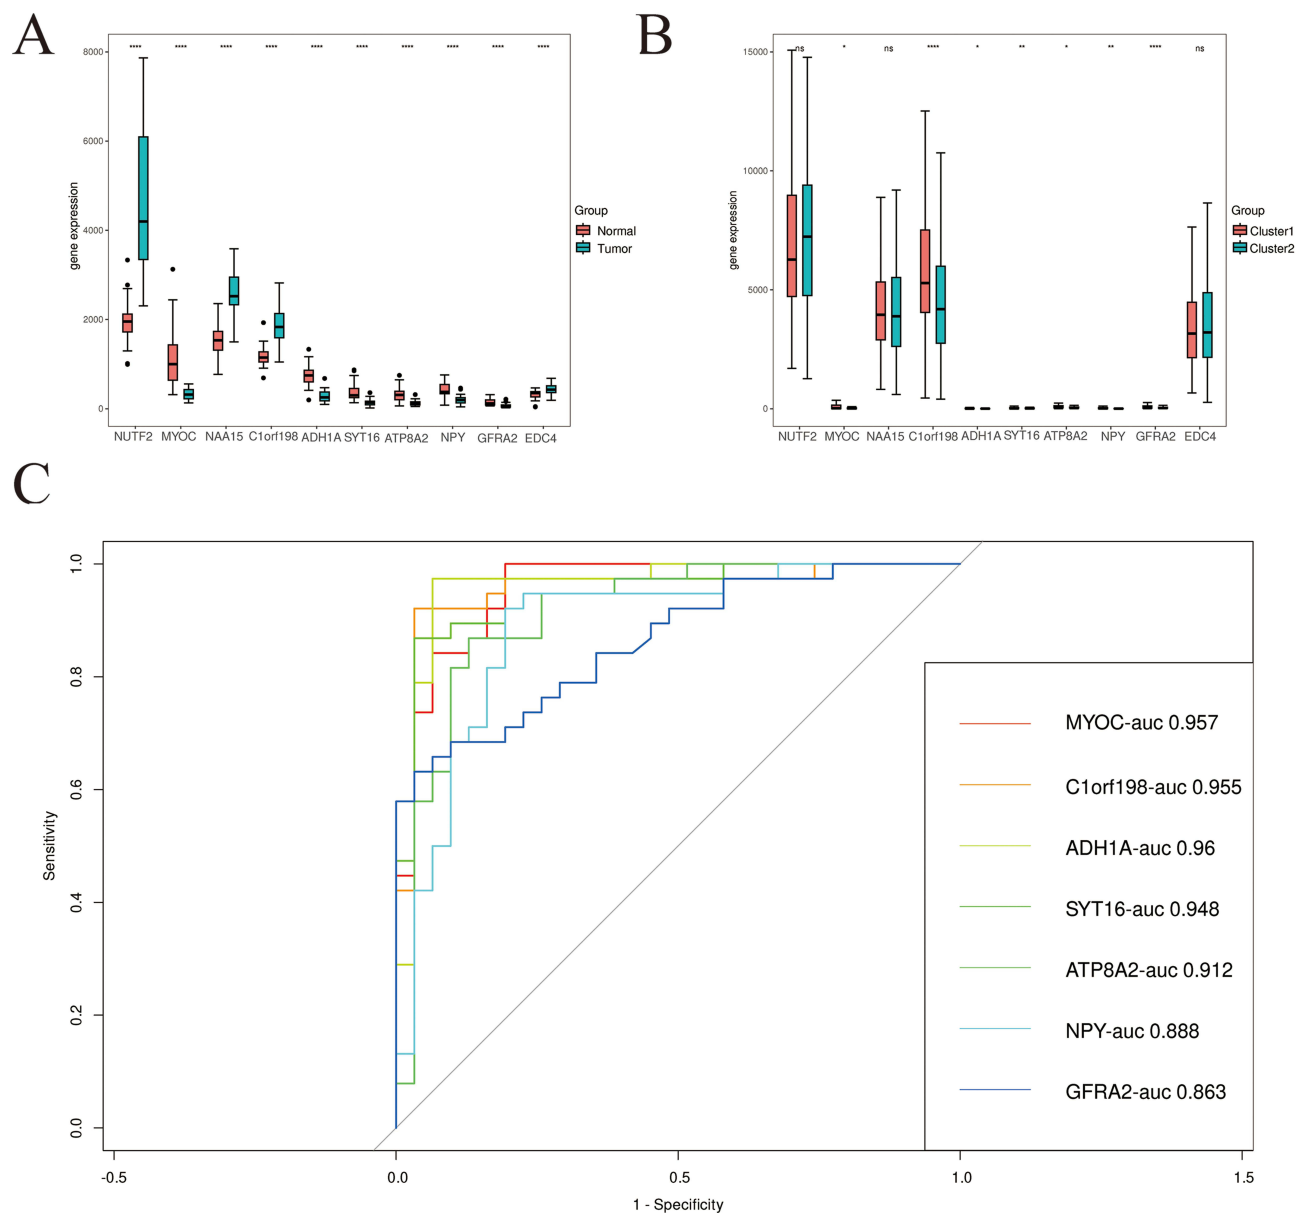 A
B
**** **** **** **** **** **** **** **** **** ****
8000
6000
4000
2000
0
gene expression
NUTF2 MYOC NAA15 C1orf198 ADH1A SYT16 ATP8A2 NPY GFRA2 EDC4
Group
Normal
Tumor
ns * ns **** * ** * ** **** ns
15000
10000
5000
0
gene expression
NUTF2 MYOC NAA15 C1orf198 ADH1A SYT16 ATP8A2 NPY GFRA2 EDC4
Group
Cluster1
Cluster2
C
1.0
0.8
0.6
0.4
0.2
0.0
Sensitivity
MYOC-auc 0.957
C1orf198-auc 0.955
ADH1A-auc 0.96
SYT16-auc 0.948
ATP8A2-auc 0.912
NPY-auc 0.888
GFRA2-auc 0.863
-0.5 0.0 0.5 1.0 1.5
1 - Specificity